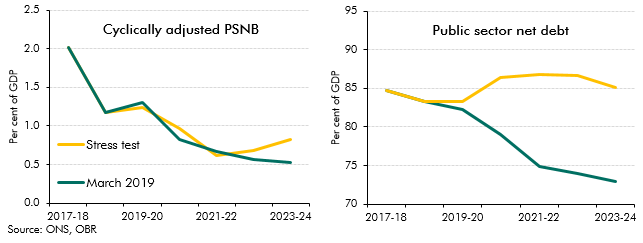 Cyclically adjusted PSNB
Per cent of GDP
2.5
2.0
1.5
1.0
0.5
0.0
Stress test
March 2019
2017-18
2019-20
2021-22
2023-24
Public sector net debt
Per cent of GDP
95
90
85
80
75
70
2017-18
2019-20
2021-22
2023-24
Source: ONS, OBR